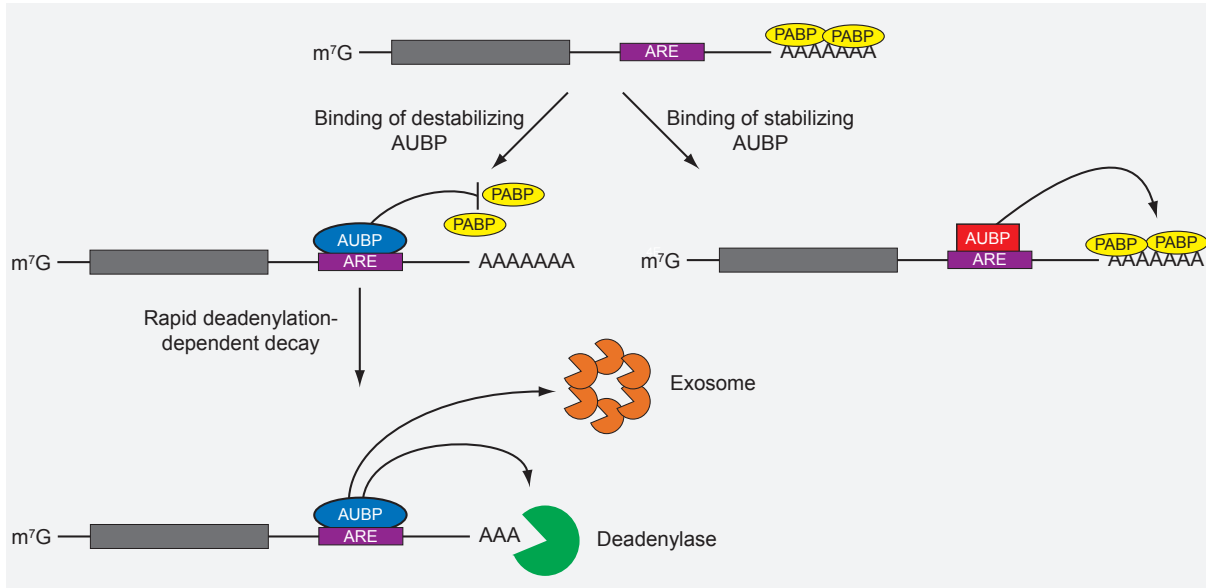 PABP PABP
m⁷G ARE AAAAAAA
Binding of destabilizing
AUBP
Binding of stabilizing
AUBP
PABP
PABP
AUBP
m⁷G ARE AAAAAAA
AUBP
PABP PABP
m⁷G ARE AAAAAAA
Rapid deadenylation-
dependent decay
Exosome
AUBP
m⁷G ARE AAA
Deadenylase